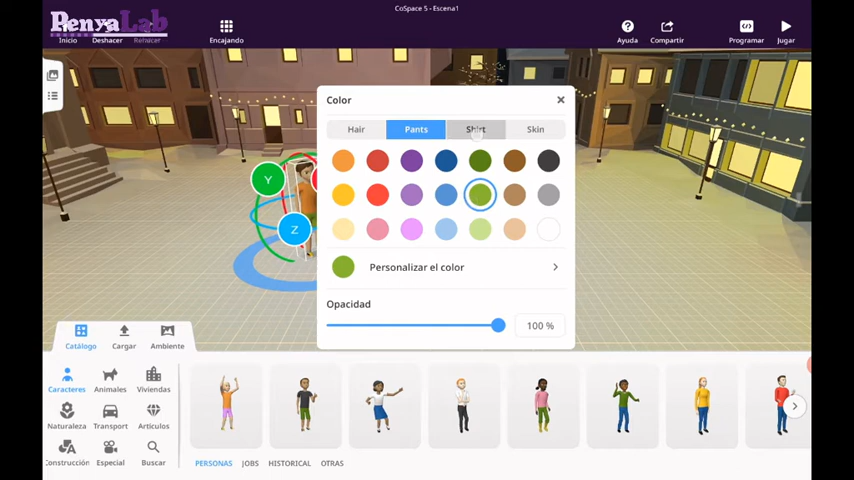 CoSpace 5 - Escena1
PenyaLab
Inicio
Deshacer
Rehacer
Encajando
Ayuda
Compartir
Programar
Jugar
Color
Hair
Pants
Shirt
Skin
Y
Z
Personalizar el color
Opacidad
100 %
Catálogo
Cargar
Ambiente
Caracteres
Animales
Viviendas
Naturaleza
Transport
Artículos
Construcción
Especial
Buscar
PERSONAS
JOBS
HISTORICAL
OTRAS